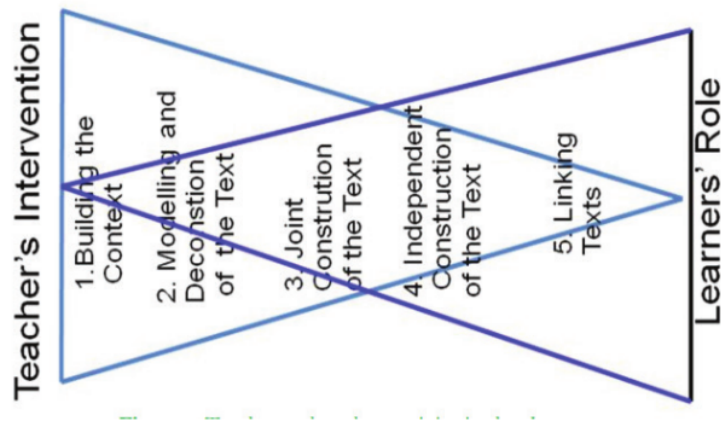 Teacher's Intervention
1.Building the
Context
2. Modelling and
Deconstion
of the Text
3. Joint
Constrution
of the Text
4. Independent
Construction
of the Text
5. Linking
Texts
Learners' Role